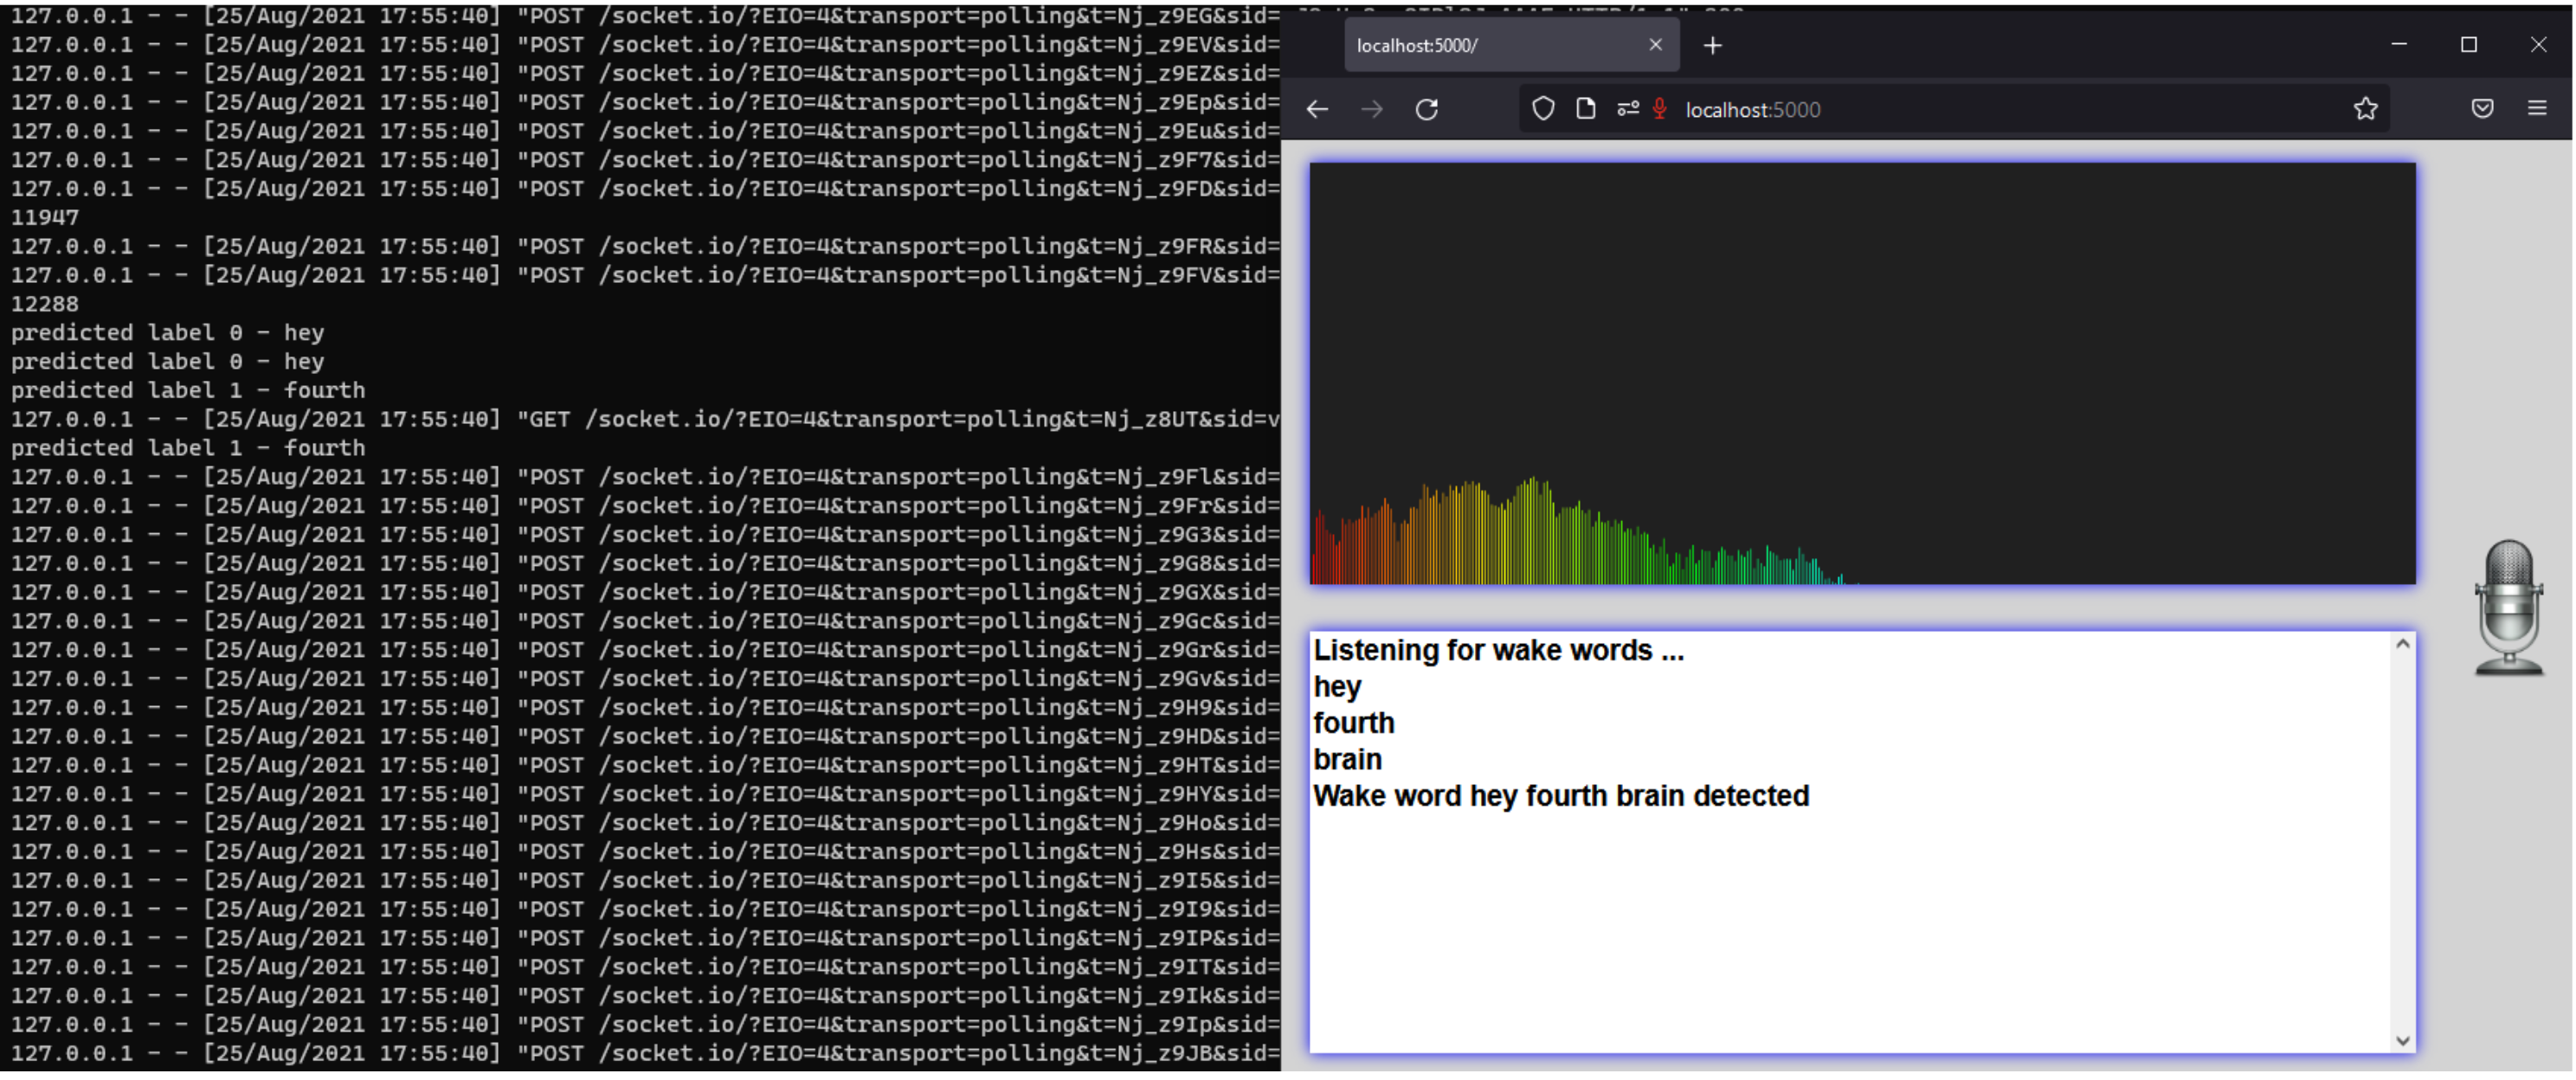 127.0.0.1 - - [25/Aug/2021 17:55:40] "POST /socket.io/?EIO=4&transport=polling&t=Nj_z9EG&sid=
127.0.0.1 - - [25/Aug/2021 17:55:40] "POST /socket.io/?EIO=4&transport=polling&t=Nj_z9EV&sid=
127.0.0.1 - - [25/Aug/2021 17:55:40] "POST /socket.io/?EIO=4&transport=polling&t=Nj_z9EZ&sid=
127.0.0.1 - - [25/Aug/2021 17:55:40] "POST /socket.io/?EIO=4&transport=polling&t=Nj_z9Ep&sid=
127.0.0.1 - - [25/Aug/2021 17:55:40] "POST /socket.io/?EIO=4&transport=polling&t=Nj_z9Eu&sid=
127.0.0.1 - - [25/Aug/2021 17:55:40] "POST /socket.io/?EIO=4&transport=polling&t=Nj_z9F7&sid=
127.0.0.1 - - [25/Aug/2021 17:55:40] "POST /socket.io/?EIO=4&transport=polling&t=Nj_z9FD&sid=
11947
127.0.0.1 - - [25/Aug/2021 17:55:40] "POST /socket.io/?EIO=4&transport=polling&t=Nj_z9FR&sid=
127.0.0.1 - - [25/Aug/2021 17:55:40] "POST /socket.io/?EIO=4&transport=polling&t=Nj_z9FV&sid=
12288
predicted label 0 - hey
predicted label 0 - hey
predicted label 1 - fourth
127.0.0.1 - - [25/Aug/2021 17:55:40] "GET /socket.io/?EIO=4&transport=polling&t=Nj_z8UT&sid=v
predicted label 1 - fourth
127.0.0.1 - - [25/Aug/2021 17:55:40] "POST /socket.io/?EIO=4&transport=polling&t=Nj_z9Fl&sid=
127.0.0.1 - - [25/Aug/2021 17:55:40] "POST /socket.io/?EIO=4&transport=polling&t=Nj_z9Fr&sid=
127.0.0.1 - - [25/Aug/2021 17:55:40] "POST /socket.io/?EIO=4&transport=polling&t=Nj_z9G3&sid=
127.0.0.1 - - [25/Aug/2021 17:55:40] "POST /socket.io/?EIO=4&transport=polling&t=Nj_z9G8&sid=
127.0.0.1 - - [25/Aug/2021 17:55:40] "POST /socket.io/?EIO=4&transport=polling&t=Nj_z9GX&sid=
127.0.0.1 - - [25/Aug/2021 17:55:40] "POST /socket.io/?EIO=4&transport=polling&t=Nj_z9Gc&sid=
127.0.0.1 - - [25/Aug/2021 17:55:40] "POST /socket.io/?EIO=4&transport=polling&t=Nj_z9Gr&sid=
127.0.0.1 - - [25/Aug/2021 17:55:40] "POST /socket.io/?EIO=4&transport=polling&t=Nj_z9Gv&sid=
127.0.0.1 - - [25/Aug/2021 17:55:40] "POST /socket.io/?EIO=4&transport=polling&t=Nj_z9H9&sid=
127.0.0.1 - - [25/Aug/2021 17:55:40] "POST /socket.io/?EIO=4&transport=polling&t=Nj_z9HD&sid=
127.0.0.1 - - [25/Aug/2021 17:55:40] "POST /socket.io/?EIO=4&transport=polling&t=Nj_z9HT&sid=
127.0.0.1 - - [25/Aug/2021 17:55:40] "POST /socket.io/?EIO=4&transport=polling&t=Nj_z9HY&sid=
127.0.0.1 - - [25/Aug/2021 17:55:40] "POST /socket.io/?EIO=4&transport=polling&t=Nj_z9Ho&sid=
127.0.0.1 - - [25/Aug/2021 17:55:40] "POST /socket.io/?EIO=4&transport=polling&t=Nj_z9Hs&sid=
127.0.0.1 - - [25/Aug/2021 17:55:40] "POST /socket.io/?EIO=4&transport=polling&t=Nj_z9I5&sid=
127.0.0.1 - - [25/Aug/2021 17:55:40] "POST /socket.io/?EIO=4&transport=polling&t=Nj_z9I9&sid=
127.0.0.1 - - [25/Aug/2021 17:55:40] "POST /socket.io/?EIO=4&transport=polling&t=Nj_z9IP&sid=
127.0.0.1 - - [25/Aug/2021 17:55:40] "POST /socket.io/?EIO=4&transport=polling&t=Nj_z9IT&sid=
127.0.0.1 - - [25/Aug/2021 17:55:40] "POST /socket.io/?EIO=4&transport=polling&t=Nj_z9Ik&sid=
127.0.0.1 - - [25/Aug/2021 17:55:40] "POST /socket.io/?EIO=4&transport=polling&t=Nj_z9Ip&sid=
127.0.0.1 - - [25/Aug/2021 17:55:40] "POST /socket.io/?EIO=4&transport=polling&t=Nj_z9JB&sid=
localhost:5000/
localhost:5000
Listening for wake words ...
hey
fourth
brain
Wake word hey fourth brain detected